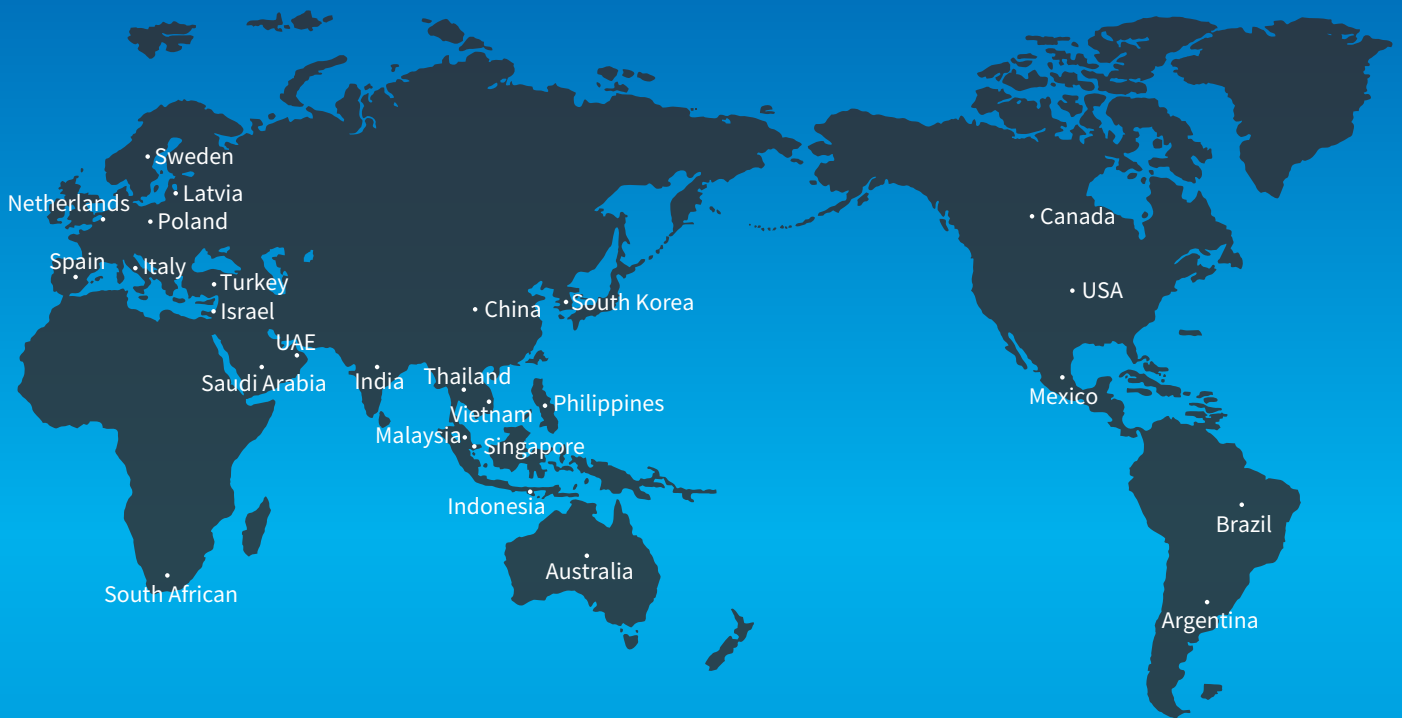 Sweden
Latvia
Netherlands
Poland
Canada
Spain
Italy
Turkey
USA
South Korea
China
Israel
UAE
Thailand
India
Saudi Arabia
Mexico
Philippines
Vietnam
Malaysia
Singapore
Indonesia
Brazil
Australia
South African
Argentina